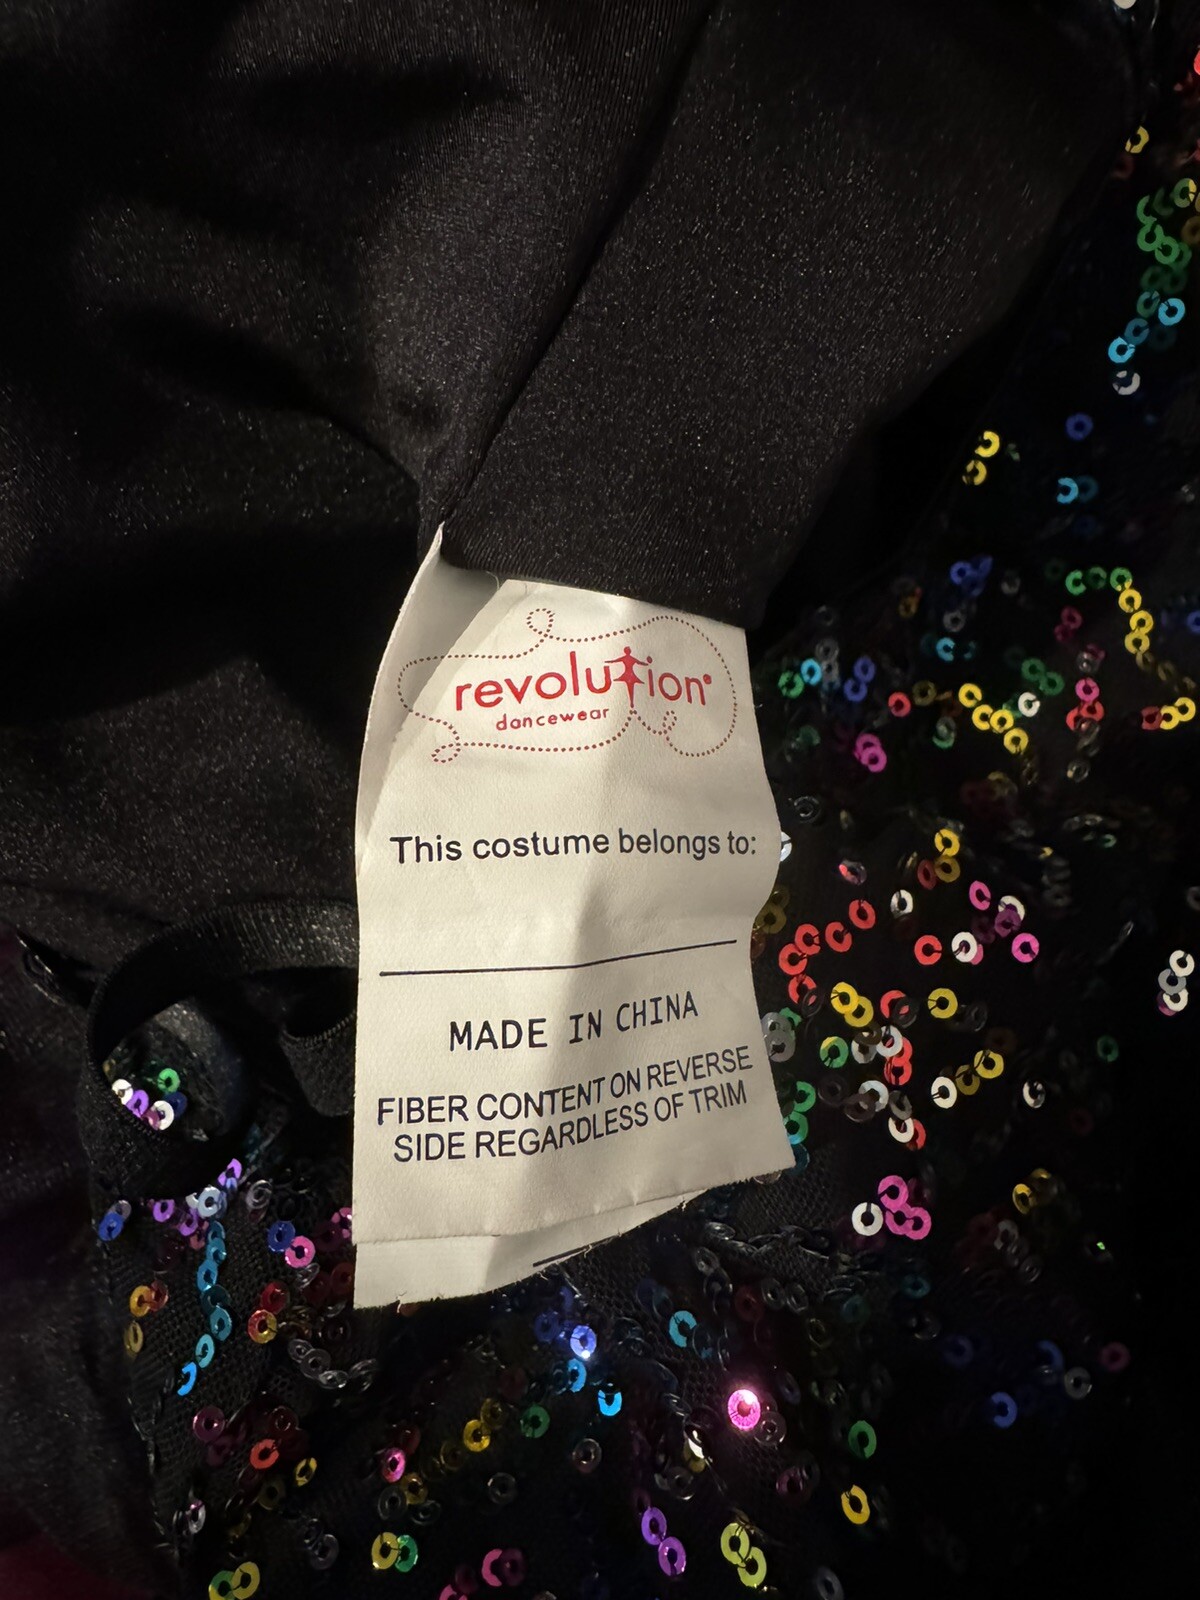 revolution®
dancewear
This costume belongs to:
MADE IN CHINA
FIBER CONTENT ON REVERSE
SIDE REGARDLESS OF TRIM